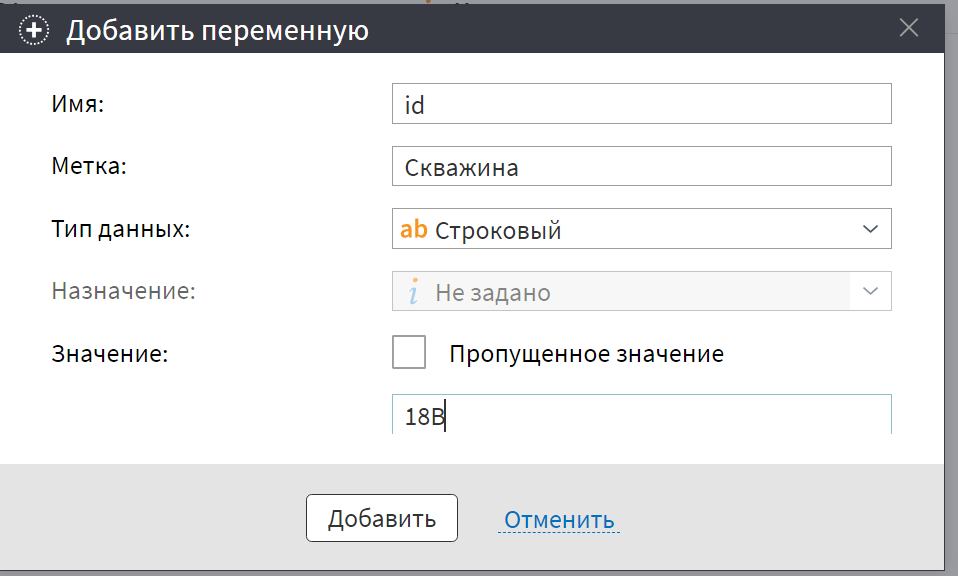 Добавить переменную
Имя:
id
Метка:
Скважина
Тип данных:
ab Строковый
Назначение:
i Не задано
Значение:
Пропущенное значение
18В
Добавить
Отменить